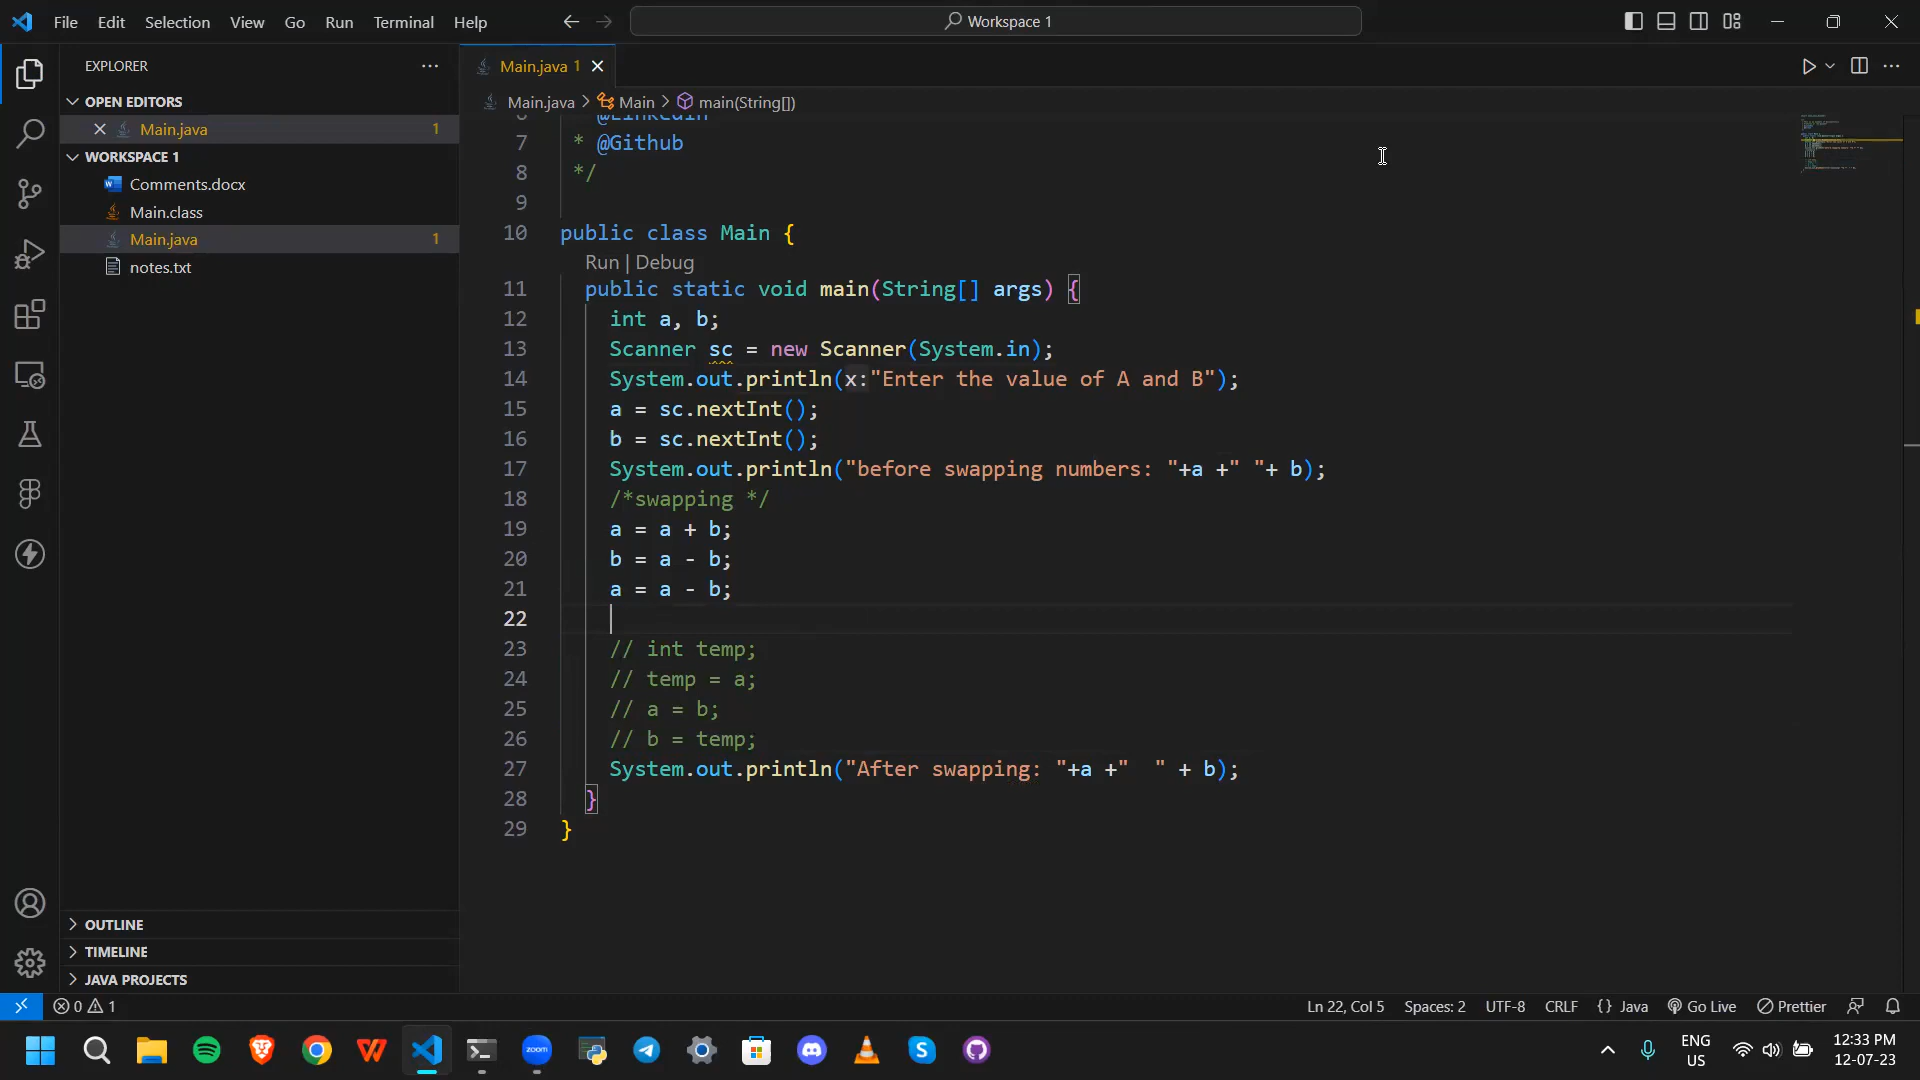 File Edit Selection View Go Run Terminal Help
Workspace 1
EXPLORER
OPEN EDITORS
Main.java 1
WORKSPACE 1
Comments.docx
Main.class
Main.java 1
notes.txt
OUTLINE
TIMELINE
JAVA PROJECTS
Main.java 1
Main.java > Main > main(String[])
6 * @Linkedin
7 * @Github
8 */
9
10 public class Main {
Run | Debug
11 public static void main(String[] args) {
12 int a, b;
13 Scanner sc = new Scanner(System.in);
14 System.out.println(x:"Enter the value of A and B");
15 a = sc.nextInt();
16 b = sc.nextInt();
17 System.out.println("before swapping numbers: "+a +" "+ b);
18 /*swapping */
19 a = a + b;
20 b = a - b;
21 a = a - b;
22
23 // int temp;
24 // temp = a;
25 // a = b;
26 // b = temp;
27 System.out.println("After swapping: "+a +"  " + b);
28 }
29 }
0 1
Ln 22, Col 5 Spaces: 2 UTF-8 CRLF {} Java Go Live Prettier
zoom
W
S
ENG
US
12:33 PM
12-07-23